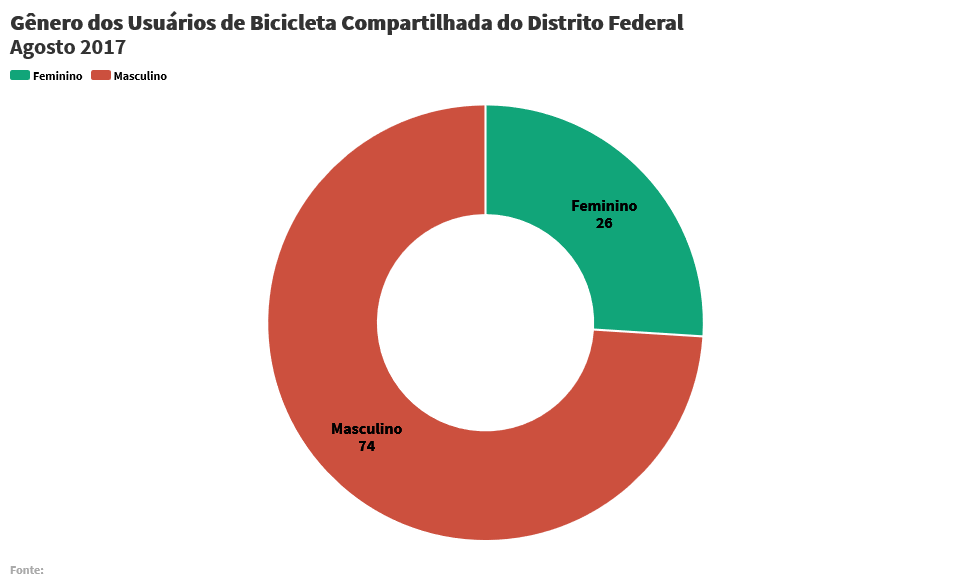 Gênero dos Usuários de Bicicleta Compartilhada do Distrito Federal
Agosto 2017
Feminino Masculino
Feminino
26
Masculino
74
Fonte: